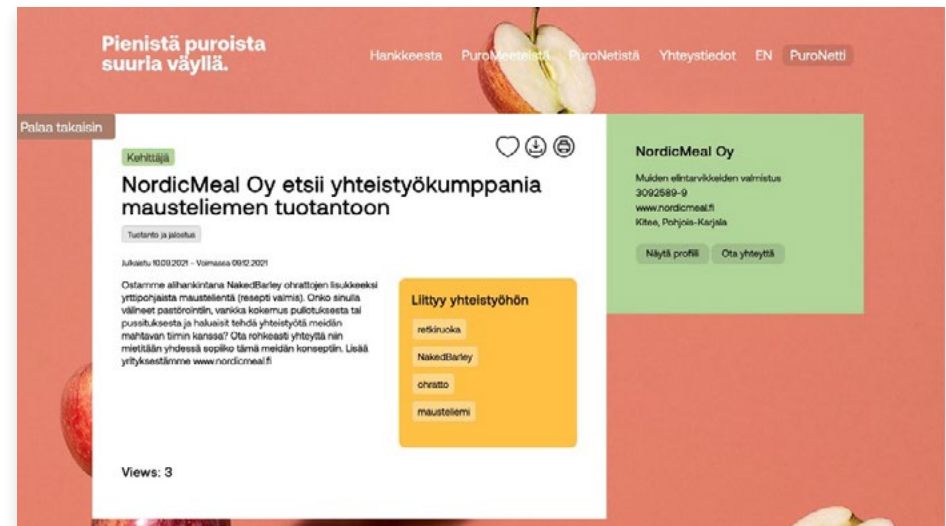 Pienistä puroista
suuria väyliä.
Hankkeesta PuroMeeteistä PuroNetistä Yhteystiedot EN PuroNetti
Palaa takaisin
Kehittäjä
NordicMeal Oy etsii yhteistyökumppania
mausteliemen tuotantoon
Tuotanto ja jalostus
Julkaistu 10.09.2021 - Voimassa 09.12.2021
Ostamme alihankintana NakedBarley ohrattojen lisukkeeksi
yrttipohjaista maustelientä (resepti valmis). Onko sinulla
välineet pastörointiin, vankka kokemus pullotuksesta tai
pussituksesta ja haluaisit tehdä yhteistyötä meidän
mahtavan tiimin kanssa? Ota rohkeasti yhteyttä niin
mietitään yhdessä sopiiko tämä meidän konseptiin. Lisää
yrityksestämme www.nordicmeal.fi
Liittyy yhteistyöhön
retkiruoka
NakedBarley
ohratto
mausteliemi
Views: 3
NordicMeal Oy
Muiden elintarvikkeiden valmistus
3092589-9
www.nordicmeal.fi
Kitee, Pohjois-Karjala
Näytä profiili Ota yhteyttä